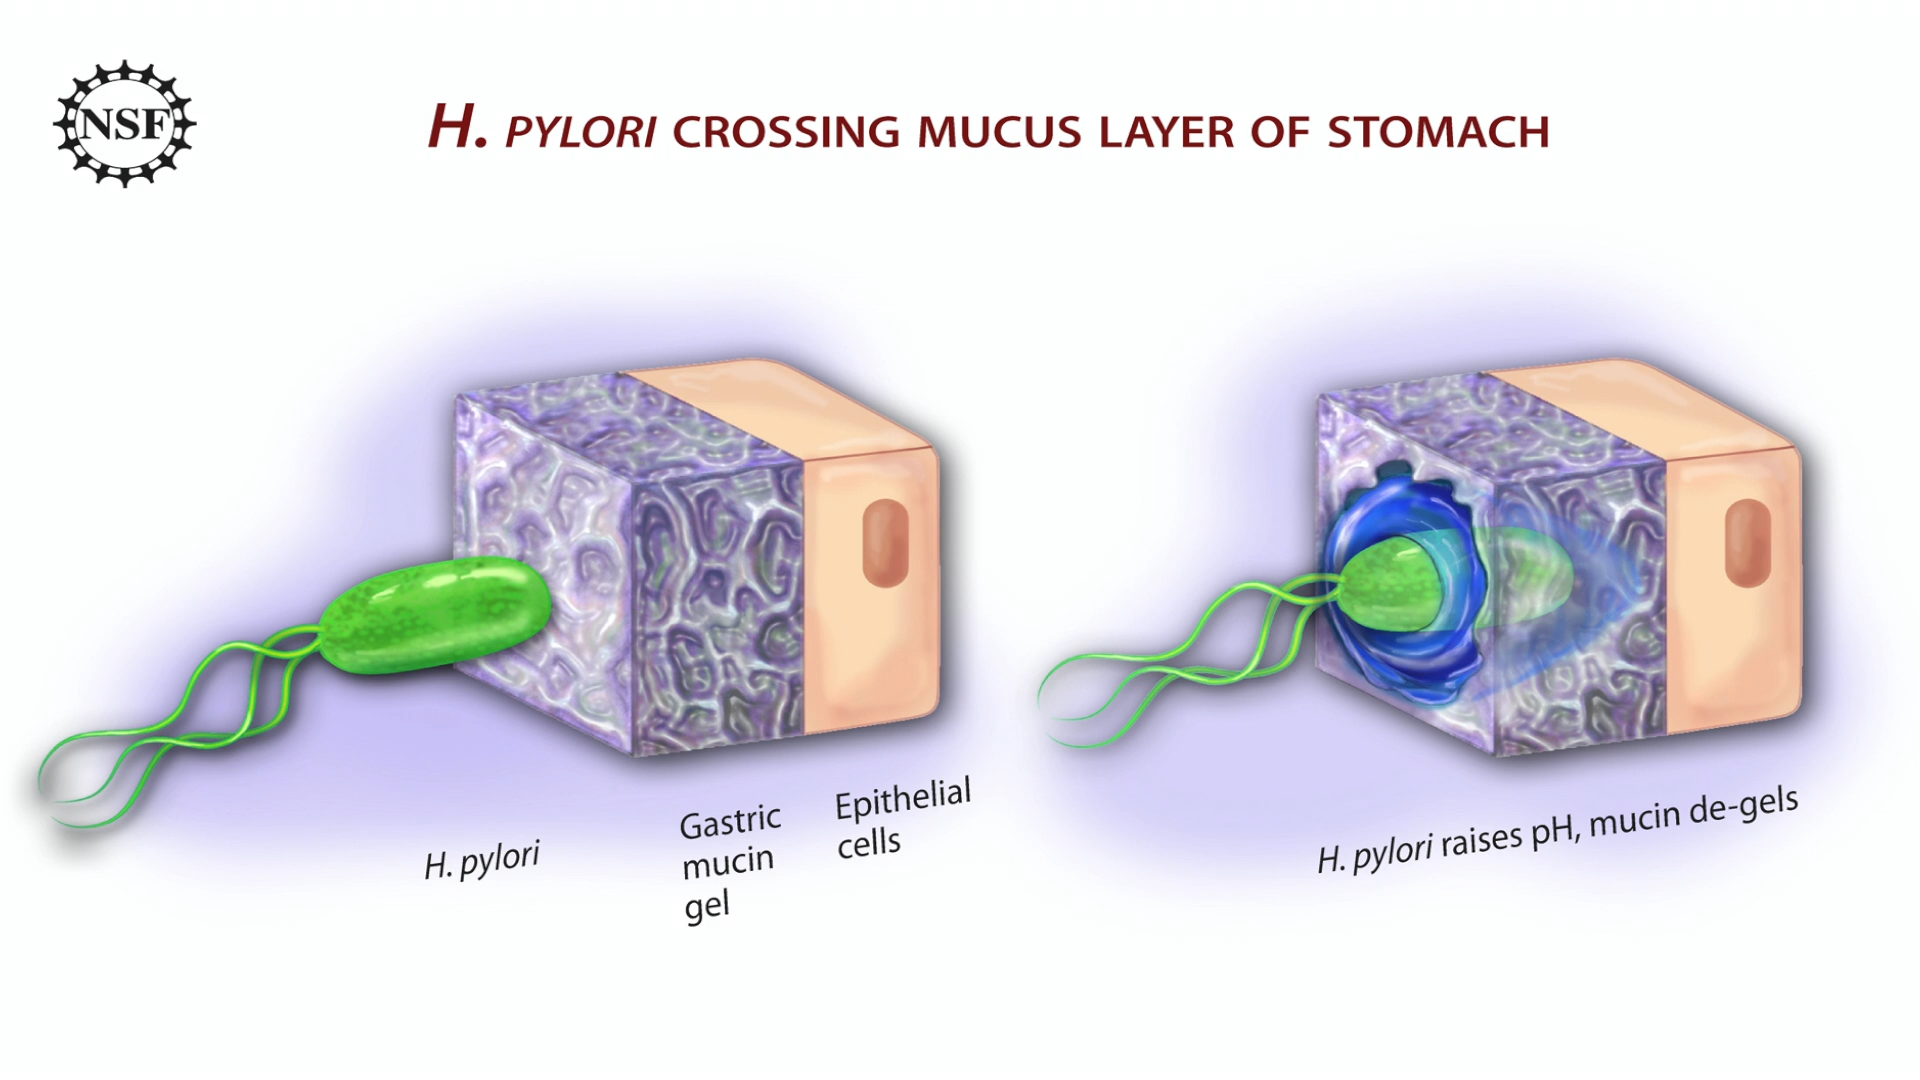 NSF
H. PYLORI CROSSING MUCUS LAYER OF STOMACH
H. pylori
Gastric
mucin
gel
Epithelial
cells
H. pylori raises pH, mucin de-gels